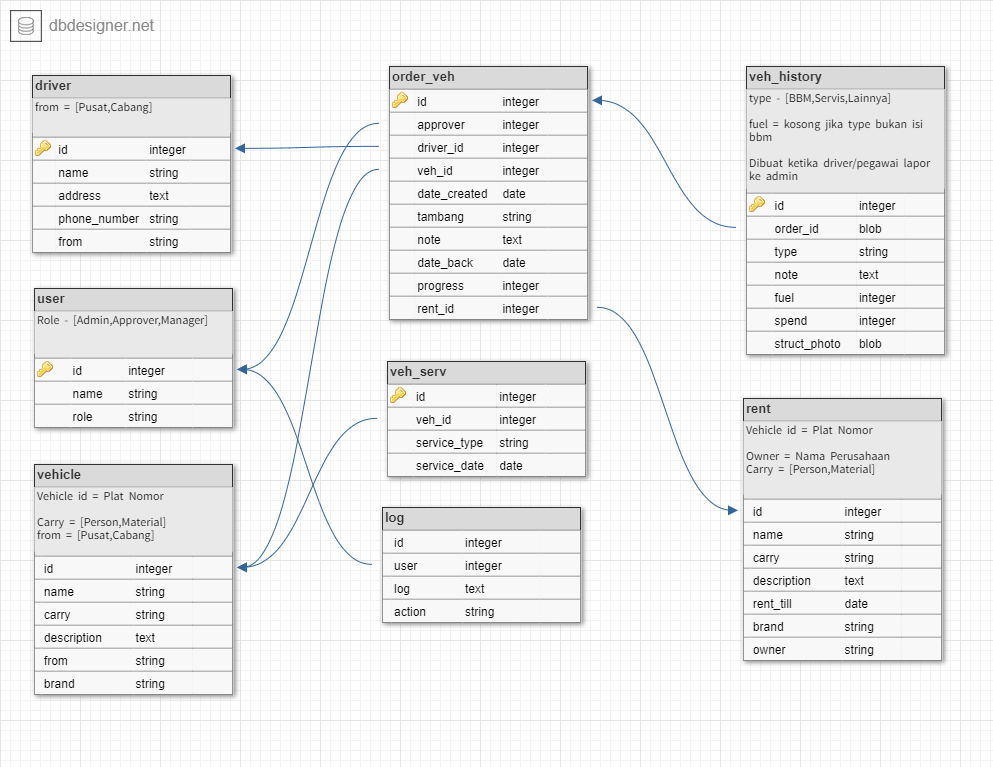 dbdesigner.net
driver
from = [Pusat,Cabang]
id integer
name string
address text
phone_number string
from string
user
Role - [Admin,Approver,Manager]
id integer
name string
role string
vehicle
Vehicle id = Plat Nomor
Carry = [Person,Material]
from = [Pusat,Cabang]
id integer
name string
carry string
description text
from string
brand string
order_veh
id integer
approver integer
driver_id integer
veh_id integer
date_created date
tambang string
note text
date_back date
progress integer
rent_id integer
veh_serv
id integer
veh_id integer
service_type string
service_date date
log
id integer
user integer
log text
action string
veh_history
type - [BBM,Servis,Lainnya]
fuel = kosong jika type bukan isi
bbm
Dibuat ketika driver/pegawai lapor
ke admin
id integer
order_id blob
type string
note text
fuel integer
spend integer
struct_photo blob
rent
Vehicle id = Plat Nomor
Owner = Nama Perusahaan
Carry = [Person,Material]
id integer
name string
carry string
description text
rent_till date
brand string
owner string